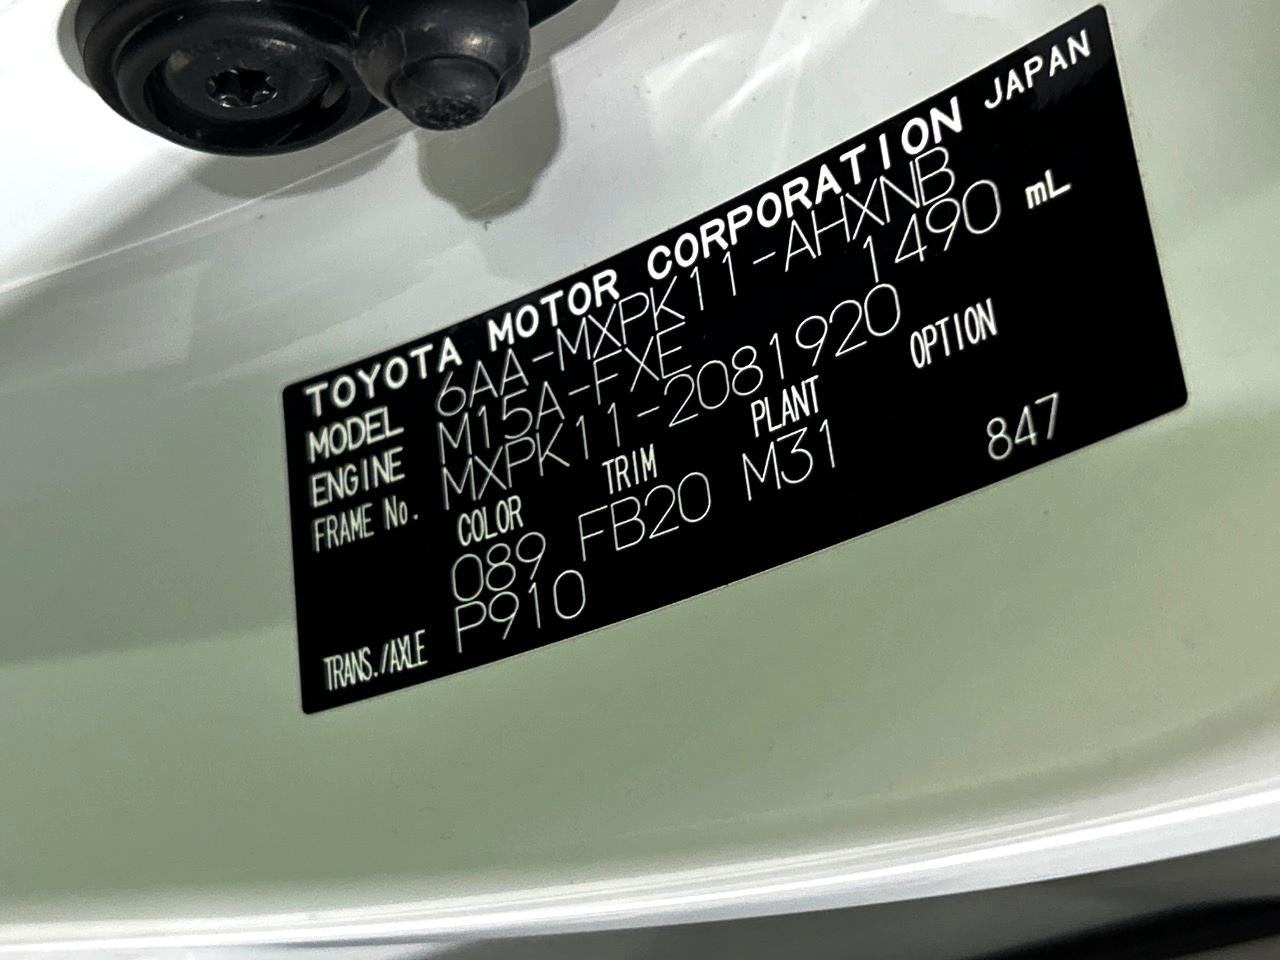 TOYOTA MOTOR CORPORATION JAPAN
MODEL 6AA-MXPK11-AHXNB
ENGINE M15A-FXE 1490 mL
FRAME No. MXPK11-2081920
COLOR TRIM PLANT OPTION
089 FB20 M31 847
TRANS./AXLE P910